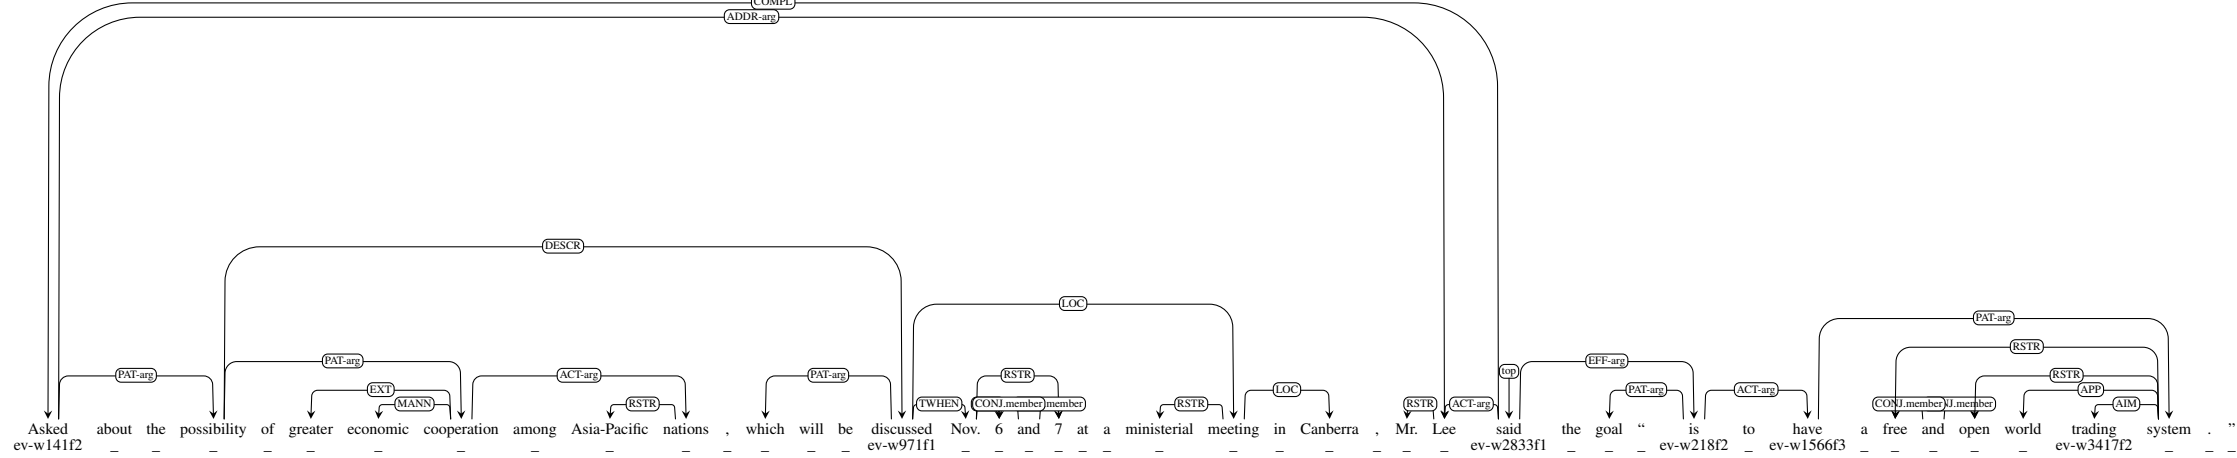 COMPL
ADDR-arg
DESCR
LOC
PAT-arg
RSTR
PAT-arg EFF-arg
top
PAT-arg ACT-arg RSTR PAT-arg RSTR
EXT LOC PAT-arg ACT-arg APP
MANN RSTR TWHEN CONJ.member member RSTR RSTR ACT-arg CONJ.member NJ.member AIM
Asked about the possibility of greater economic cooperation among Asia-Pacific nations , which will be discussed Nov. 6 and 7 at a ministerial meeting in Canberra , Mr. Lee said the goal “ is to have a free and open world trading system . ”
ev-w141f2 _ _ _ _ _ _ _ _ _ _ _ _ _ _ ev-w971f1 _ _ _ _ _ _ _ _ _ _ _ _ _ ev-w2833f1 _ _ _ ev-w218f2 _ ev-w1566f3 _ _ _ _ _ ev-w3417f2 _ _ _